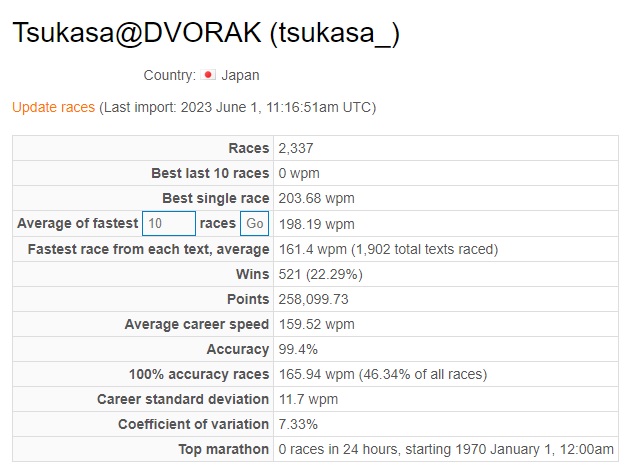 Tsukasa@DVORAK (tsukasa_)
Country: Japan
Update races (Last import: 2023 June 1, 11:16:51am UTC)
Races 2,337
Best last 10 races 0 wpm
Best single race 203.68 wpm
Average of fastest 10 races Go 198.19 wpm
Fastest race from each text, average 161.4 wpm (1,902 total texts raced)
Wins 521 (22.29%)
Points 258,099.73
Average career speed 159.52 wpm
Accuracy 99.4%
100% accuracy races 165.94 wpm (46.34% of all races)
Career standard deviation 11.7 wpm
Coefficient of variation 7.33%
Top marathon 0 races in 24 hours, starting 1970 January 1, 12:00am